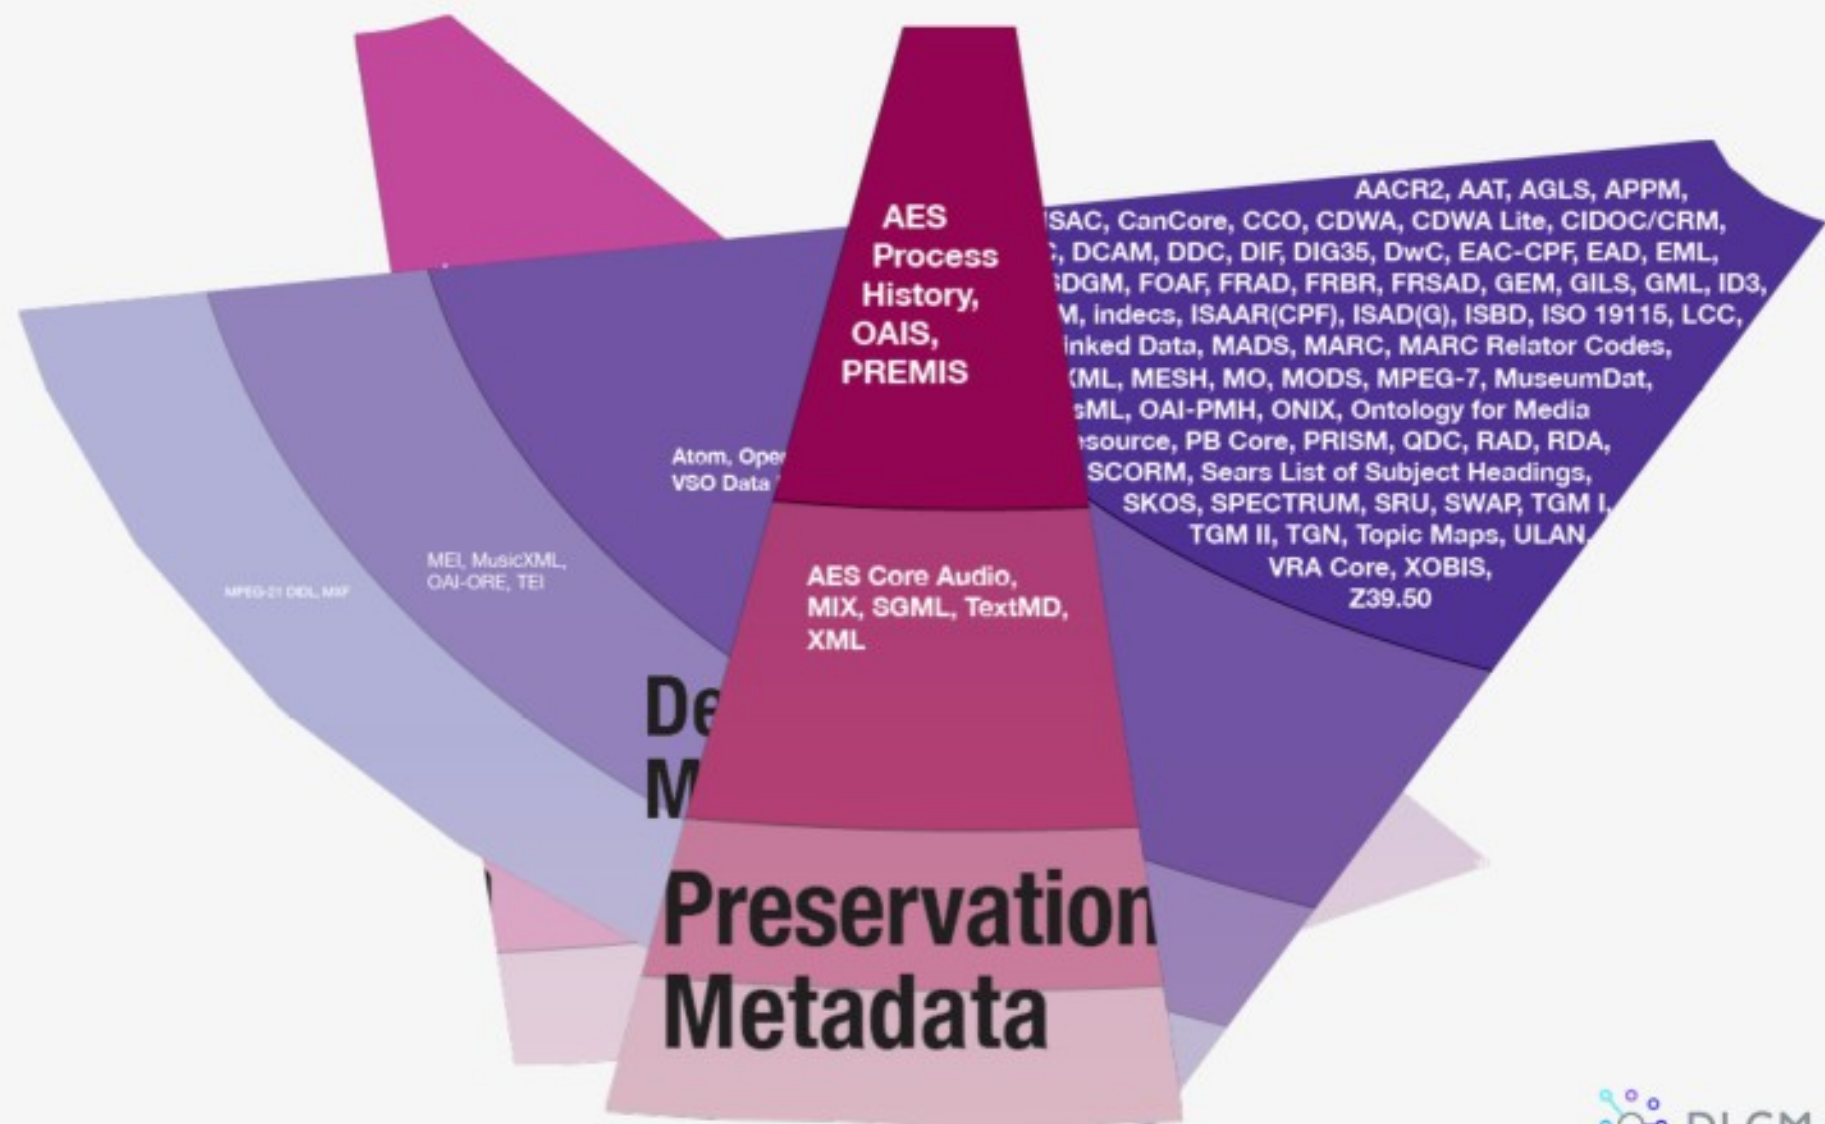 AES
Process
History,
OAIS,
PREMIS
AES Core Audio,
MIX, SGML, TextMD,
XML
Preservation
Metadata
AACR2, AAT, AGLS, APPM,
SAC, CanCore, CCO, CDWA, CDWA Lite, CIDOC/CRM,
C, DCAM, DDC, DIF, DIG35, DwC, EAC-CPF, EAD, EML,
SDGM, FOAF, FRAD, FRBR, FRSAD, GEM, GILS, GML, ID3,
M, indecs, ISAAR(CPF), ISAD(G), ISBD, ISO 19115, LCC,
inked Data, MADS, MARC, MARC Relator Codes,
XML, MESH, MO, MODS, MPEG-7, MuseumDat,
sML, OAI-PMH, ONIX, Ontology for Media
esource, PB Core, PRISM, QDC, RAD, RDA,
SCORM, Sears List of Subject Headings,
SKOS, SPECTRUM, SRU, SWAP, TGM I,
TGM II, TGN, Topic Maps, ULAN,
VRA Core, XOBIS,
Z39.50
Atom, Ope
VSO Data
MEI, MusicXML,
OAI-ORE, TEI
MPEG-21 DIDL, MXF
De
M
DLCM